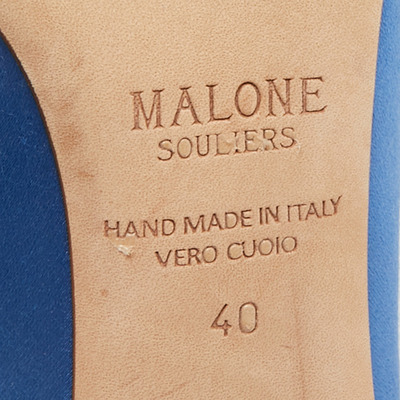 MALONE
SOULIERS
HAND MADE IN ITALY
VERO CUOIO
40